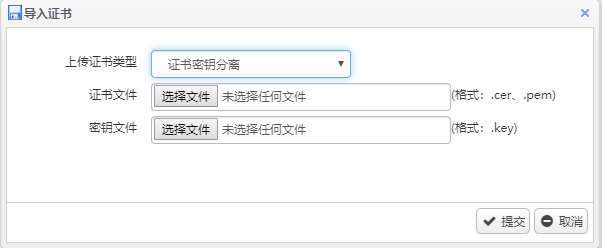 导入证书
上传证书类型 证书密钥分离
证书文件 选择文件 未选择任何文件 (格式：.cer、.pem)
密钥文件 选择文件 未选择任何文件 (格式：.key)
提交 取消